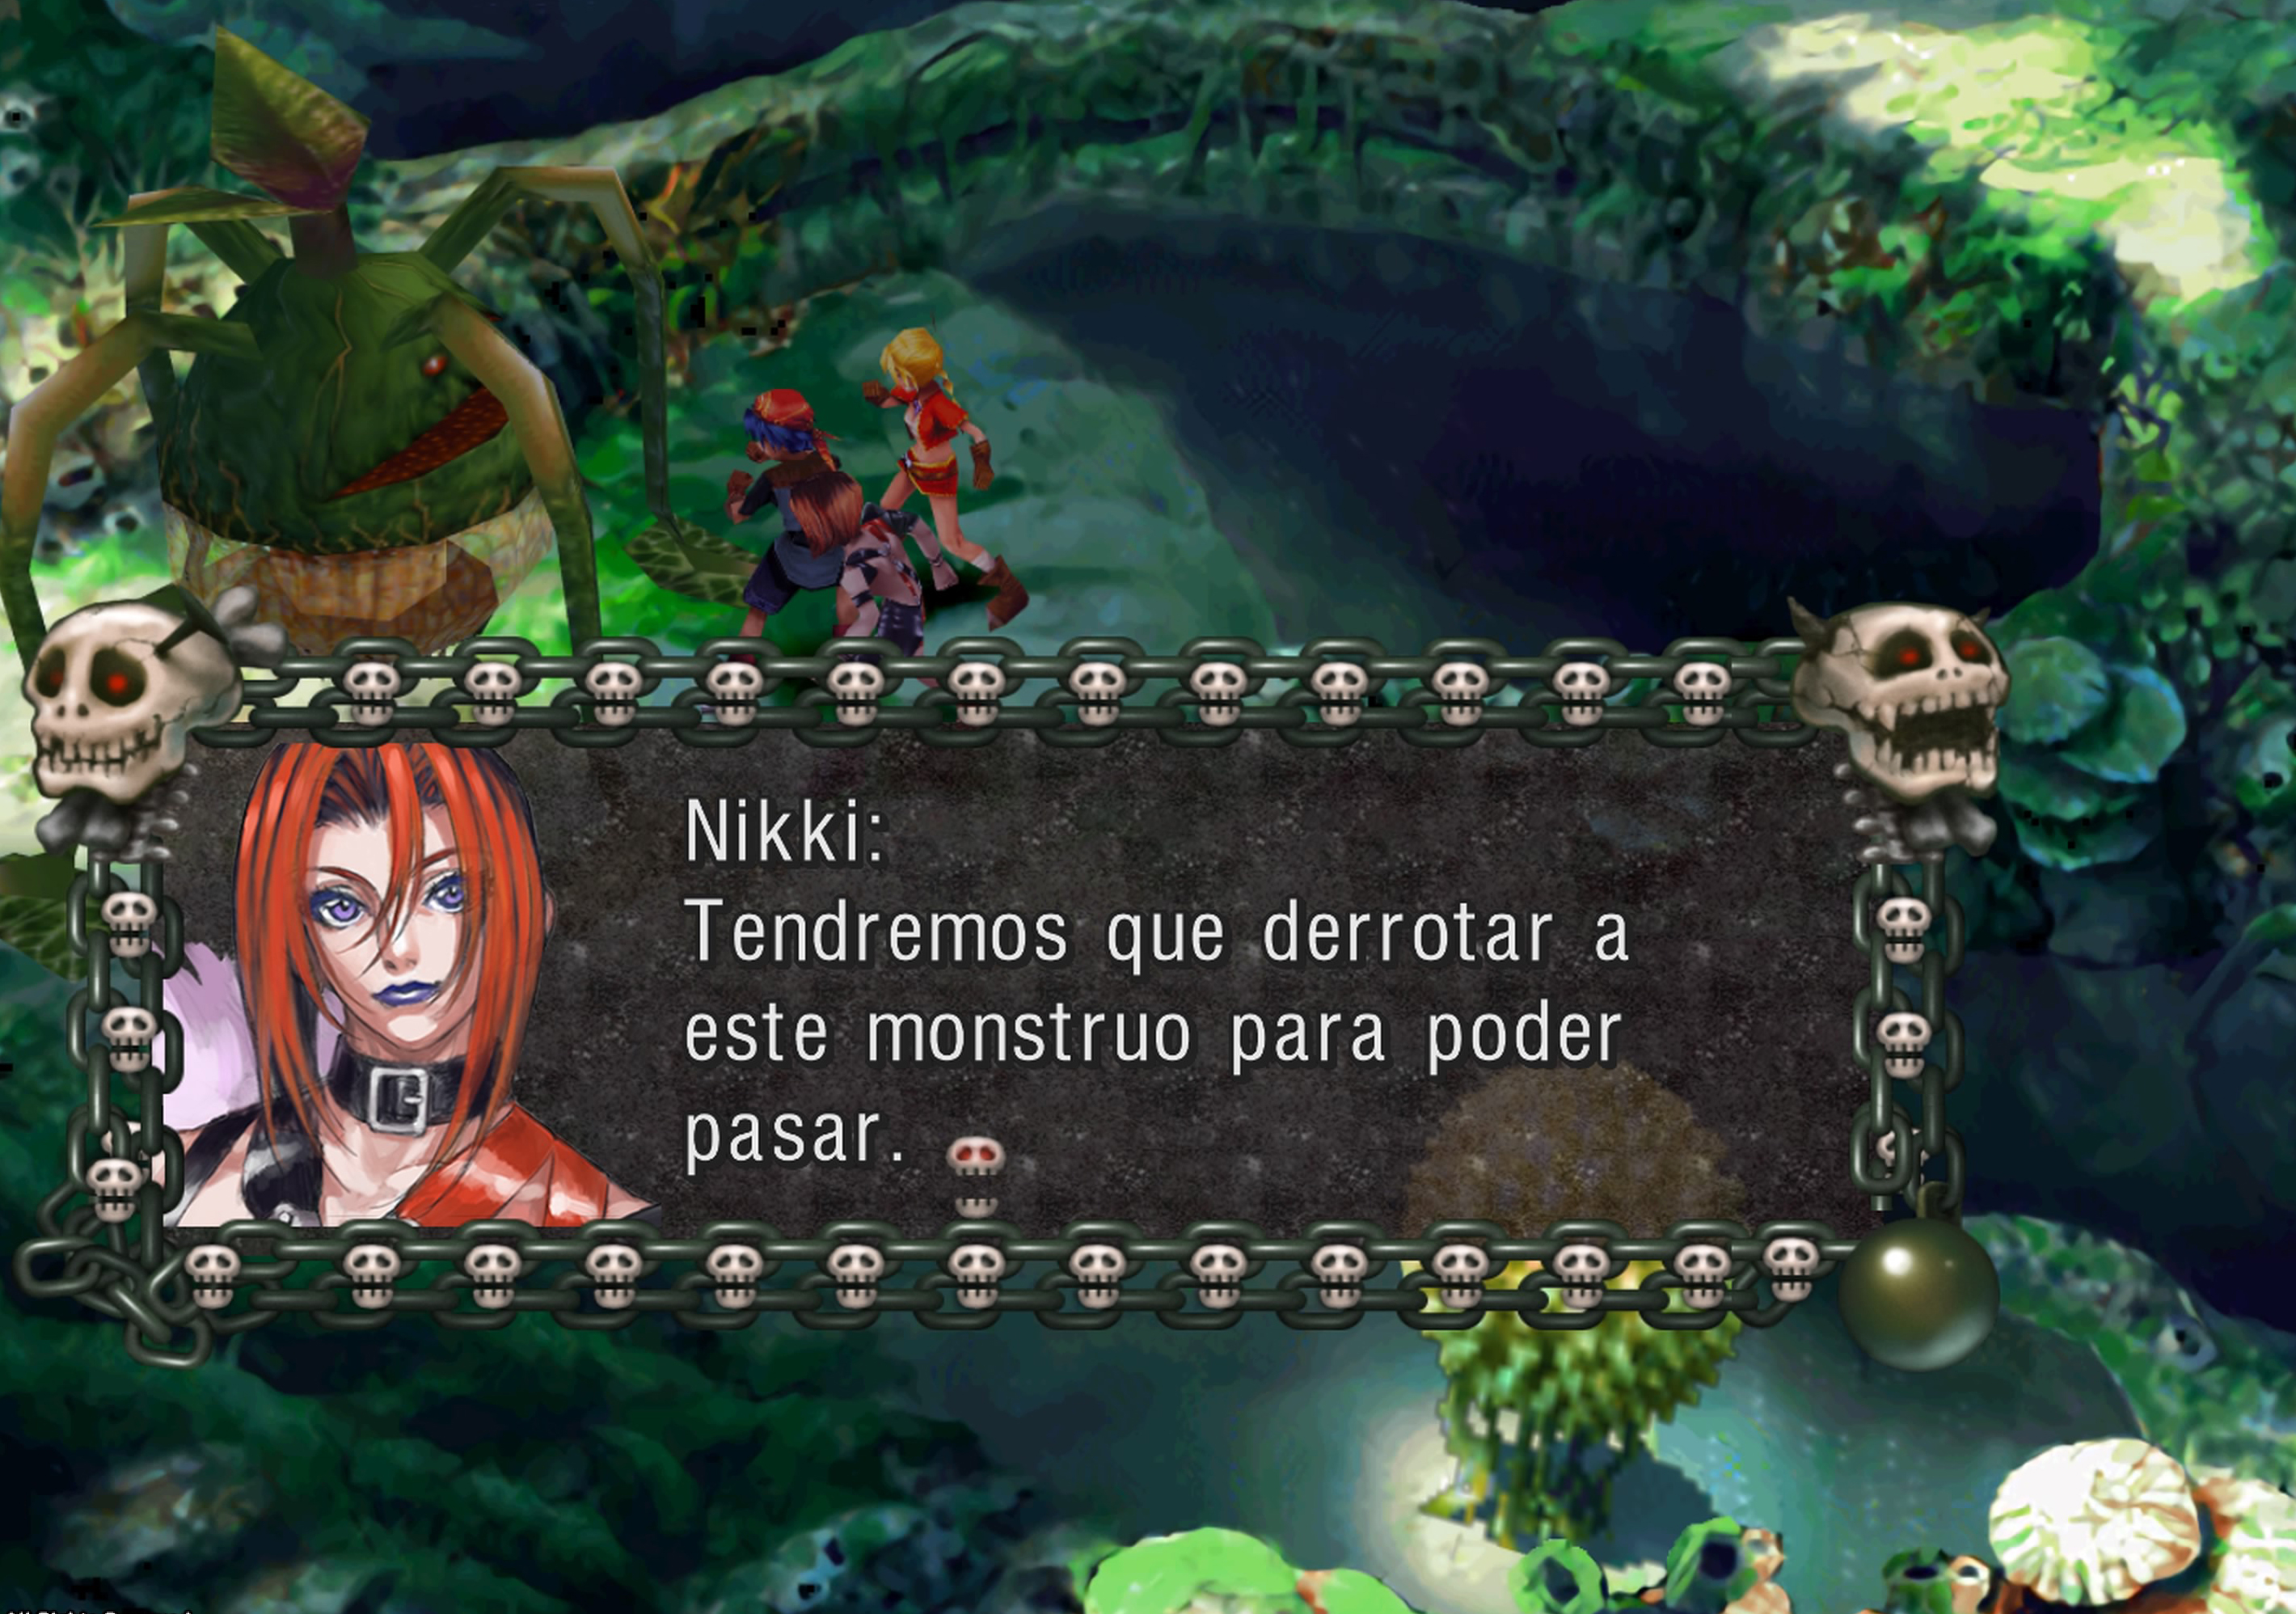 Nikki:
Tendremos que derrotar a
este monstruo para poder
pasar.